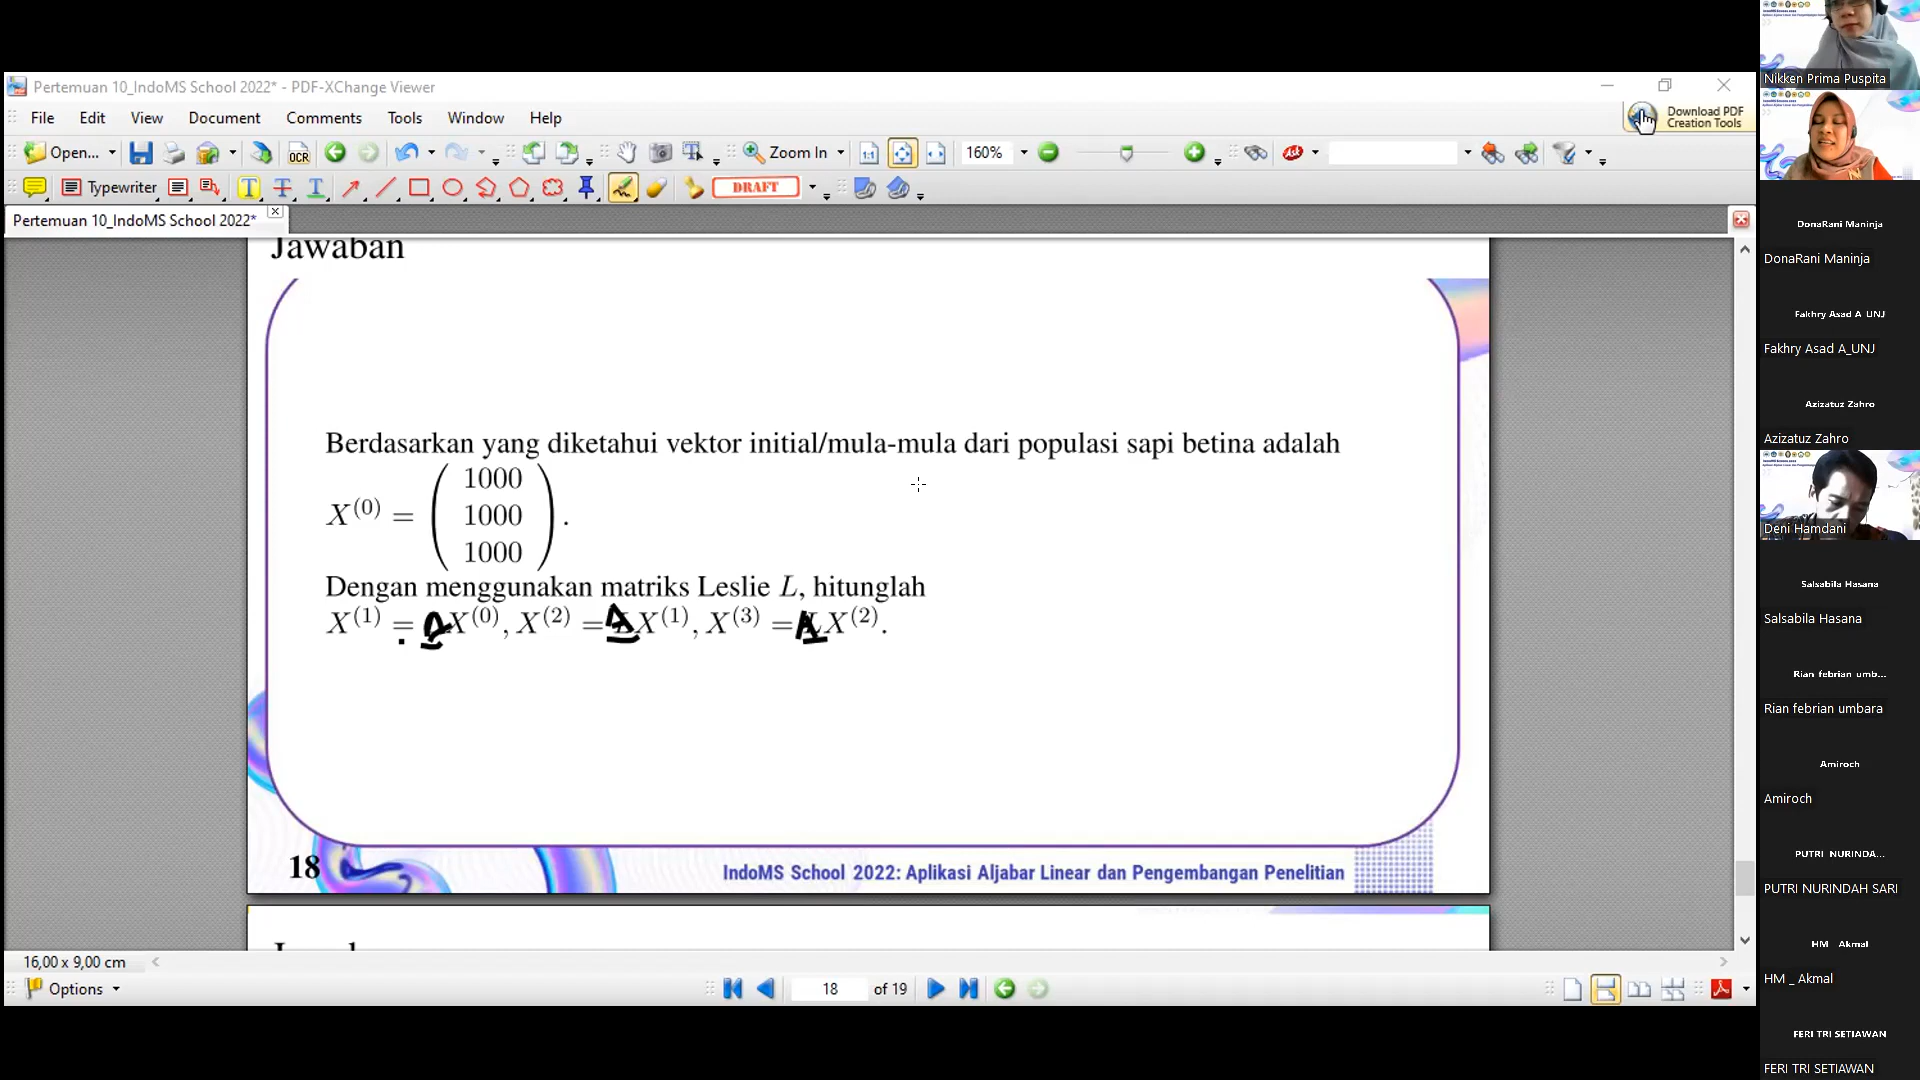 Pertemuan 10_IndoMS School 2022* - PDF-XChange Viewer
File Edit View Document Comments Tools Window Help
Download PDF
Creation Tools
Open... OCR Zoom In 160%
Typewriter DRAFT
Pertemuan 10_IndoMS School 2022*
Jawaban
Berdasarkan yang diketahui vektor initial/mula-mula dari populasi sapi betina adalah
X^(0) = ( 1000
1000
1000 ) .
Dengan menggunakan matriks Leslie L, hitunglah
X^(1) = X^(0), X^(2) = X^(1), X^(3) = X^(2).
18
IndoMS School 2022: Aplikasi Aljabar Linear dan Pengembangan Penelitian
16,00 x 9,00 cm
Options
18 of 19
Nikken Prima Puspita
DonaRani Maninja
DonaRani Maninja
Fakhry Asad A_UNJ
Fakhry Asad A_UNJ
Azizatuz Zahro
Azizatuz Zahro
Deni Hamdani
Salsabila Hasana
Salsabila Hasana
Rian febrian umb...
Rian febrian umbara
Amiroch
Amiroch
PUTRI NURINDA...
PUTRI NURINDAH SARI
HM _ Akmal
HM _ Akmal
FERI TRI SETIAWAN
FERI TRI SETIAWAN